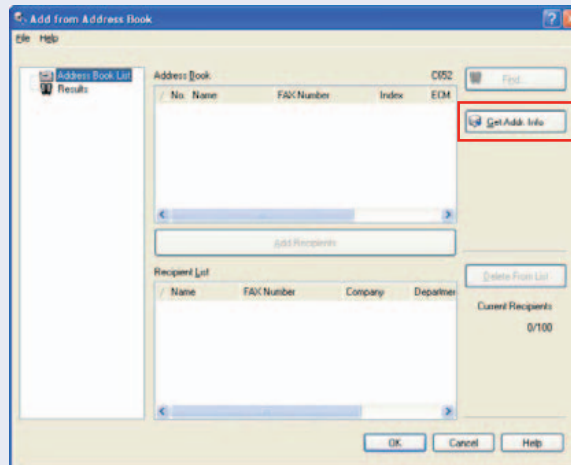 Add from Address Book
File Help
Address Book List
Results
Address Book C652
Find...
/ No. Name FAX Number Index ECM
Get Addr. Info
Add Recipients
Recipient List
Delete From List
/ Name FAX Number Company Departmer
Current Recipients
0/100
OK Cancel Help